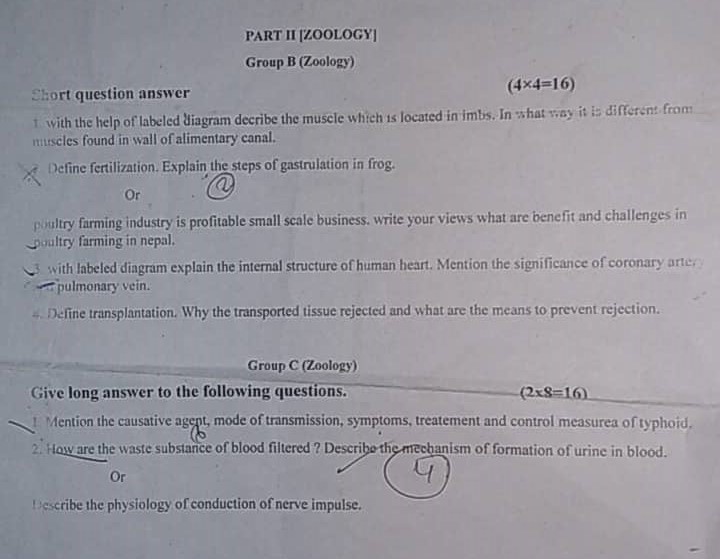 PART II [ZOOLOGY]
Group B (Zoology)
Short question answer (4×4=16)
1. with the help of labeled diagram decribe the muscle which is located in imbs. In what way it is different from
muscles found in wall of alimentary canal.
2. Define fertilization. Explain the steps of gastrulation in frog.
Or
2
poultry farming industry is profitable small scale business. write your views what are benefit and challenges in
poultry farming in nepal.
3. with labeled diagram explain the internal structure of human heart. Mention the significance of coronary artery
pulmonary vein.
4. Define transplantation. Why the transported tissue rejected and what are the means to prevent rejection.
Group C (Zoology)
Give long answer to the following questions. (2x8=16)
1. Mention the causative agent, mode of transmission, symptoms, treatement and control measurea of typhoid.
2. How are the waste substance of blood filtered ? Describe the mechanism of formation of urine in blood.
Or
4
Describe the physiology of conduction of nerve impulse.